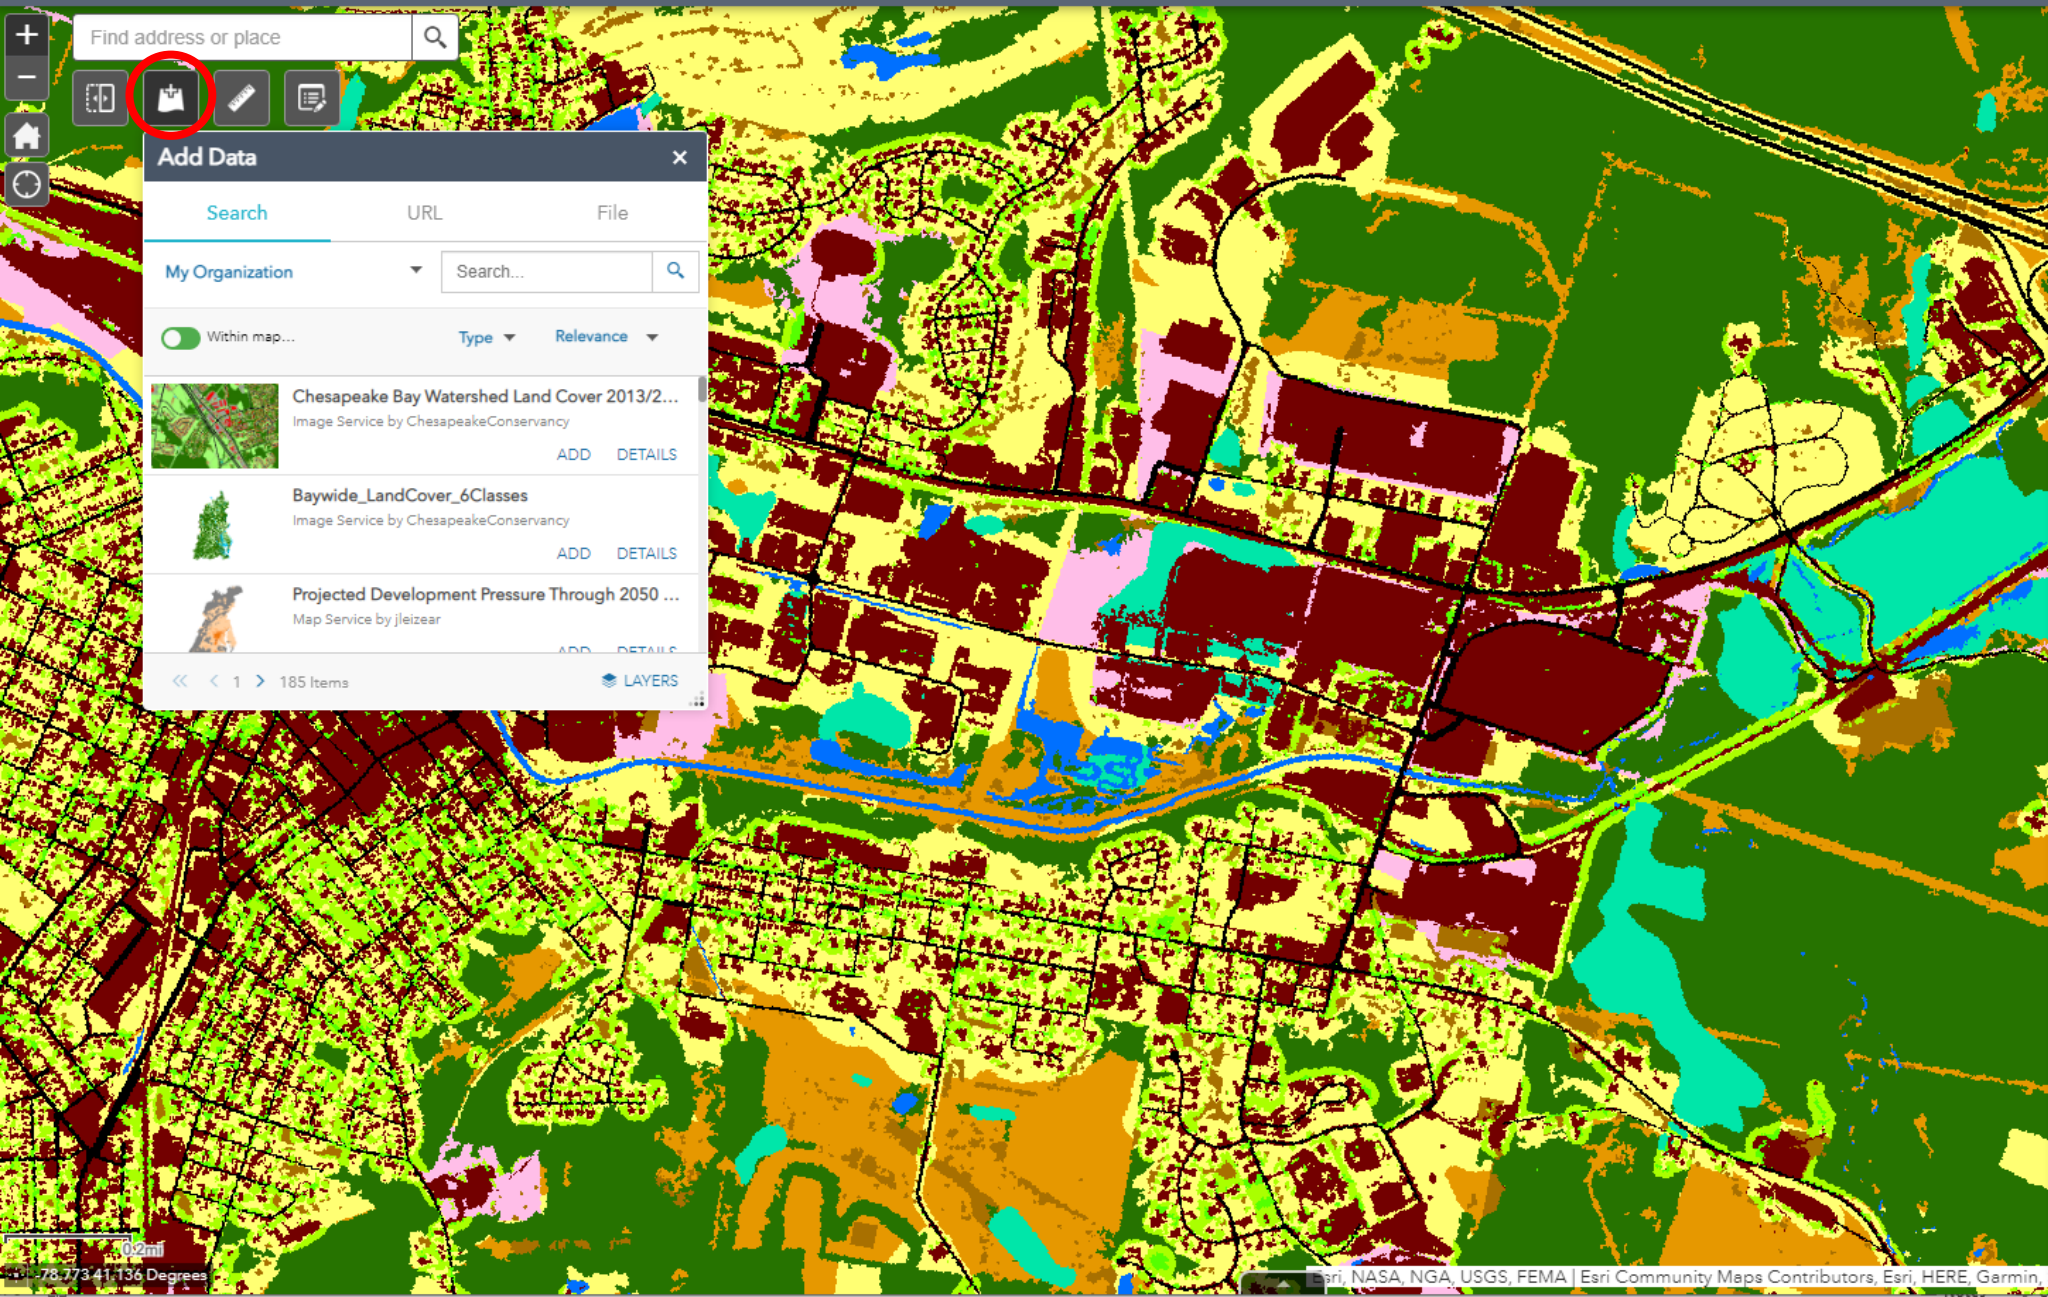 +
Find address or place
−
Add Data
Search URL File
My Organization Search...
Within map... Type Relevance
Chesapeake Bay Watershed Land Cover 2013/2...
Image Service by ChesapeakeConservancy
ADD DETAILS
Baywide_LandCover_6Classes
Image Service by ChesapeakeConservancy
ADD DETAILS
Projected Development Pressure Through 2050 ...
Map Service by jleizear
ADD DETAILS
1 185 Items LAYERS
0.2mi
-78.773 41.136 Degrees
Esri, NASA, NGA, USGS, FEMA | Esri Community Maps Contributors, Esri, HERE, Garmin,